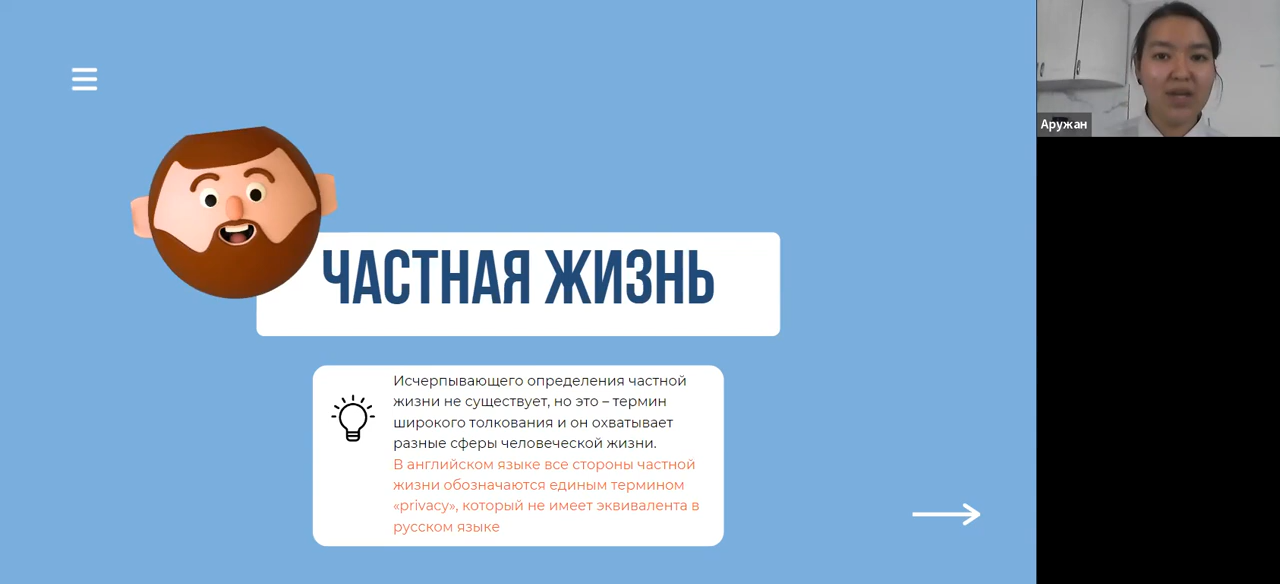 ЧАСТНАЯ ЖИЗНЬ
Исчерпывающего определения частной
жизни не существует, но это – термин
широкого толкования и он охватывает
разные сферы человеческой жизни.
В английском языке все стороны частной
жизни обозначаются единым термином
«privacy», который не имеет эквивалента в
русском языке
Аружан